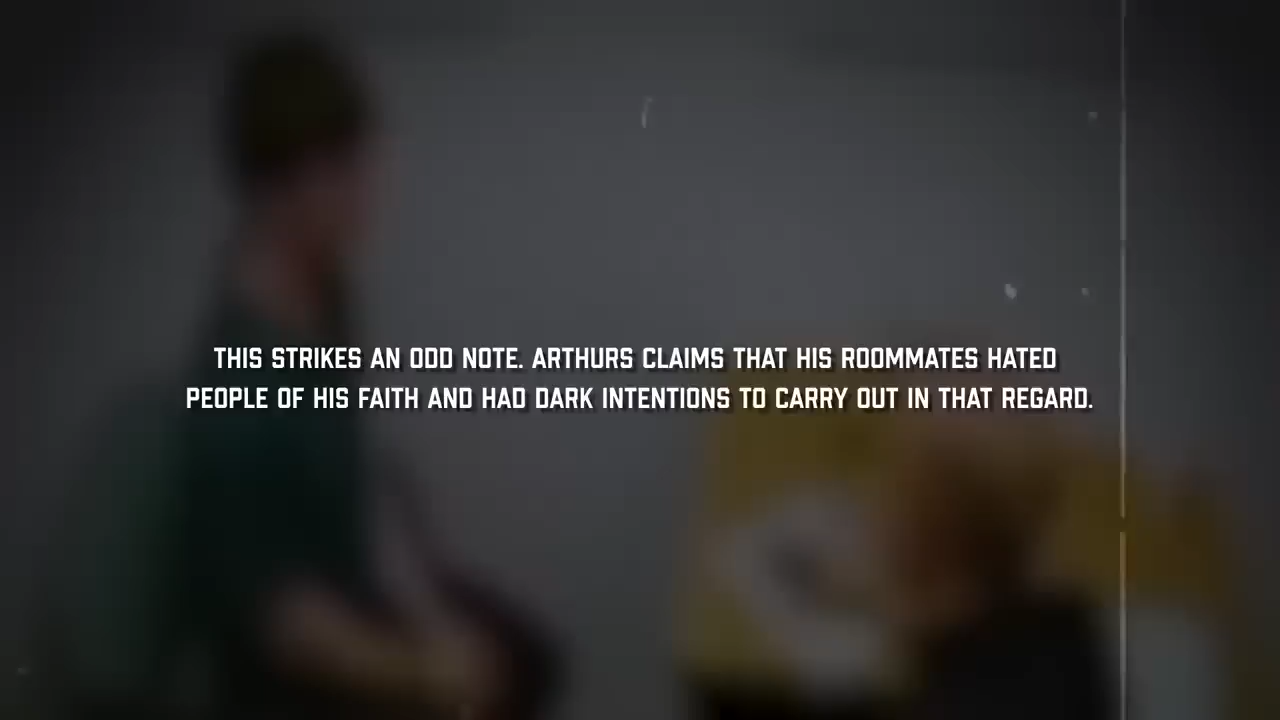 THIS STRIKES AN ODD NOTE. ARTHURS CLAIMS THAT HIS ROOMMATES HATED
PEOPLE OF HIS FAITH AND HAD DARK INTENTIONS TO CARRY OUT IN THAT REGARD.